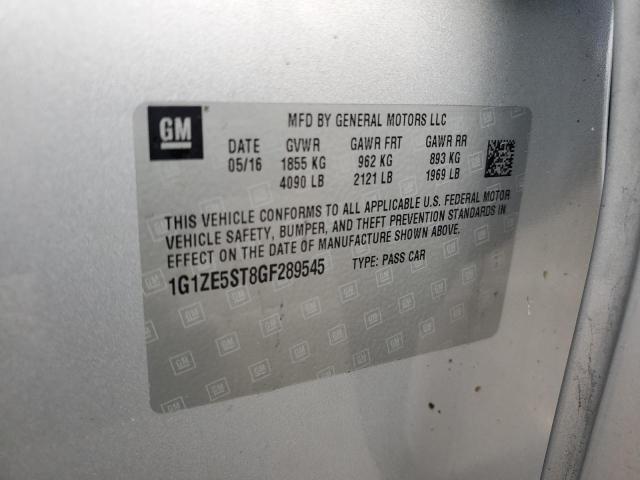 GM
MFD BY GENERAL MOTORS LLC
DATE GVWR GAWR FRT GAWR RR
05/16 1855 KG 962 KG 893 KG
4090 LB 2121 LB 1969 LB
THIS VEHICLE CONFORMS TO ALL APPLICABLE U.S. FEDERAL MOTOR
VEHICLE SAFETY, BUMPER, AND THEFT PREVENTION STANDARDS IN
EFFECT ON THE DATE OF MANUFACTURE SHOWN ABOVE.
1G1ZE5ST8GF289545 TYPE: PASS CAR